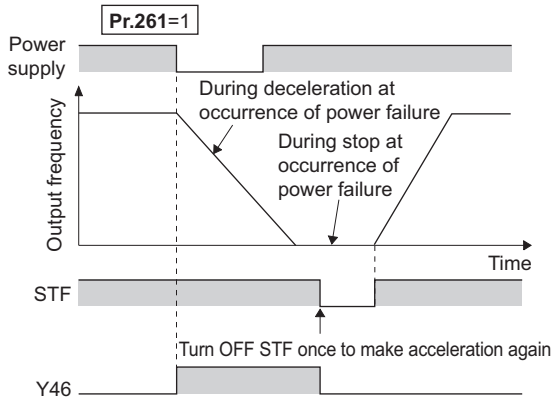 Pr.261=1
Power
supply
During deceleration at
occurrence of power failure
During stop at
occurrence of
power failure
Output frequency
Time
STF
Turn OFF STF once to make acceleration again
Y46